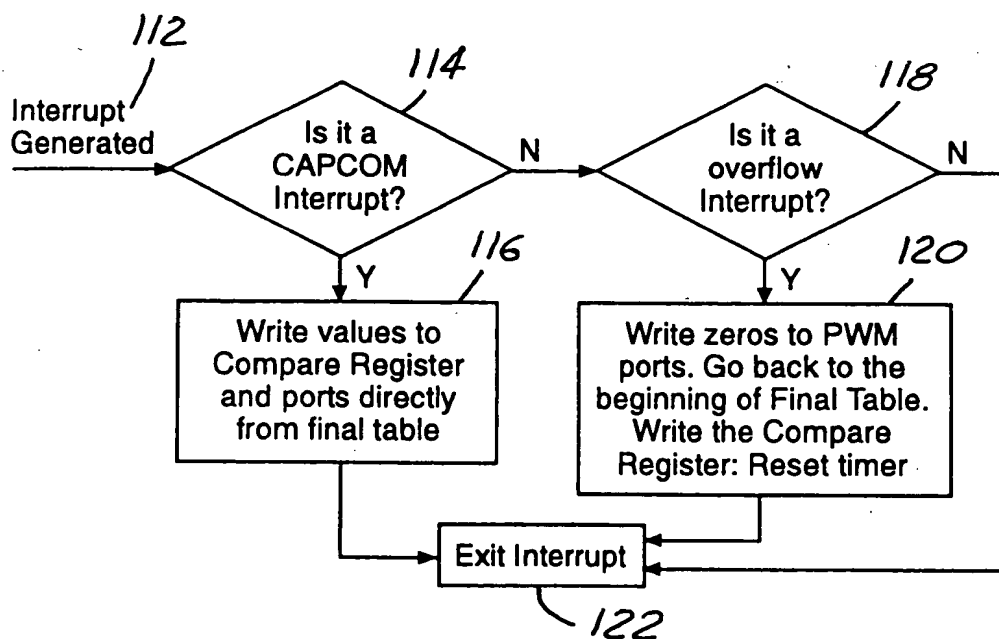 112
Interrupt
Generated
114
Is it a
CAPCOM
Interrupt?
N
Y
118
Is it a
overflow
Interrupt?
N
Y
116
Write values to
Compare Register
and ports directly
from final table
120
Write zeros to PWM
ports. Go back to the
beginning of Final Table.
Write the Compare
Register: Reset timer
Exit Interrupt
122